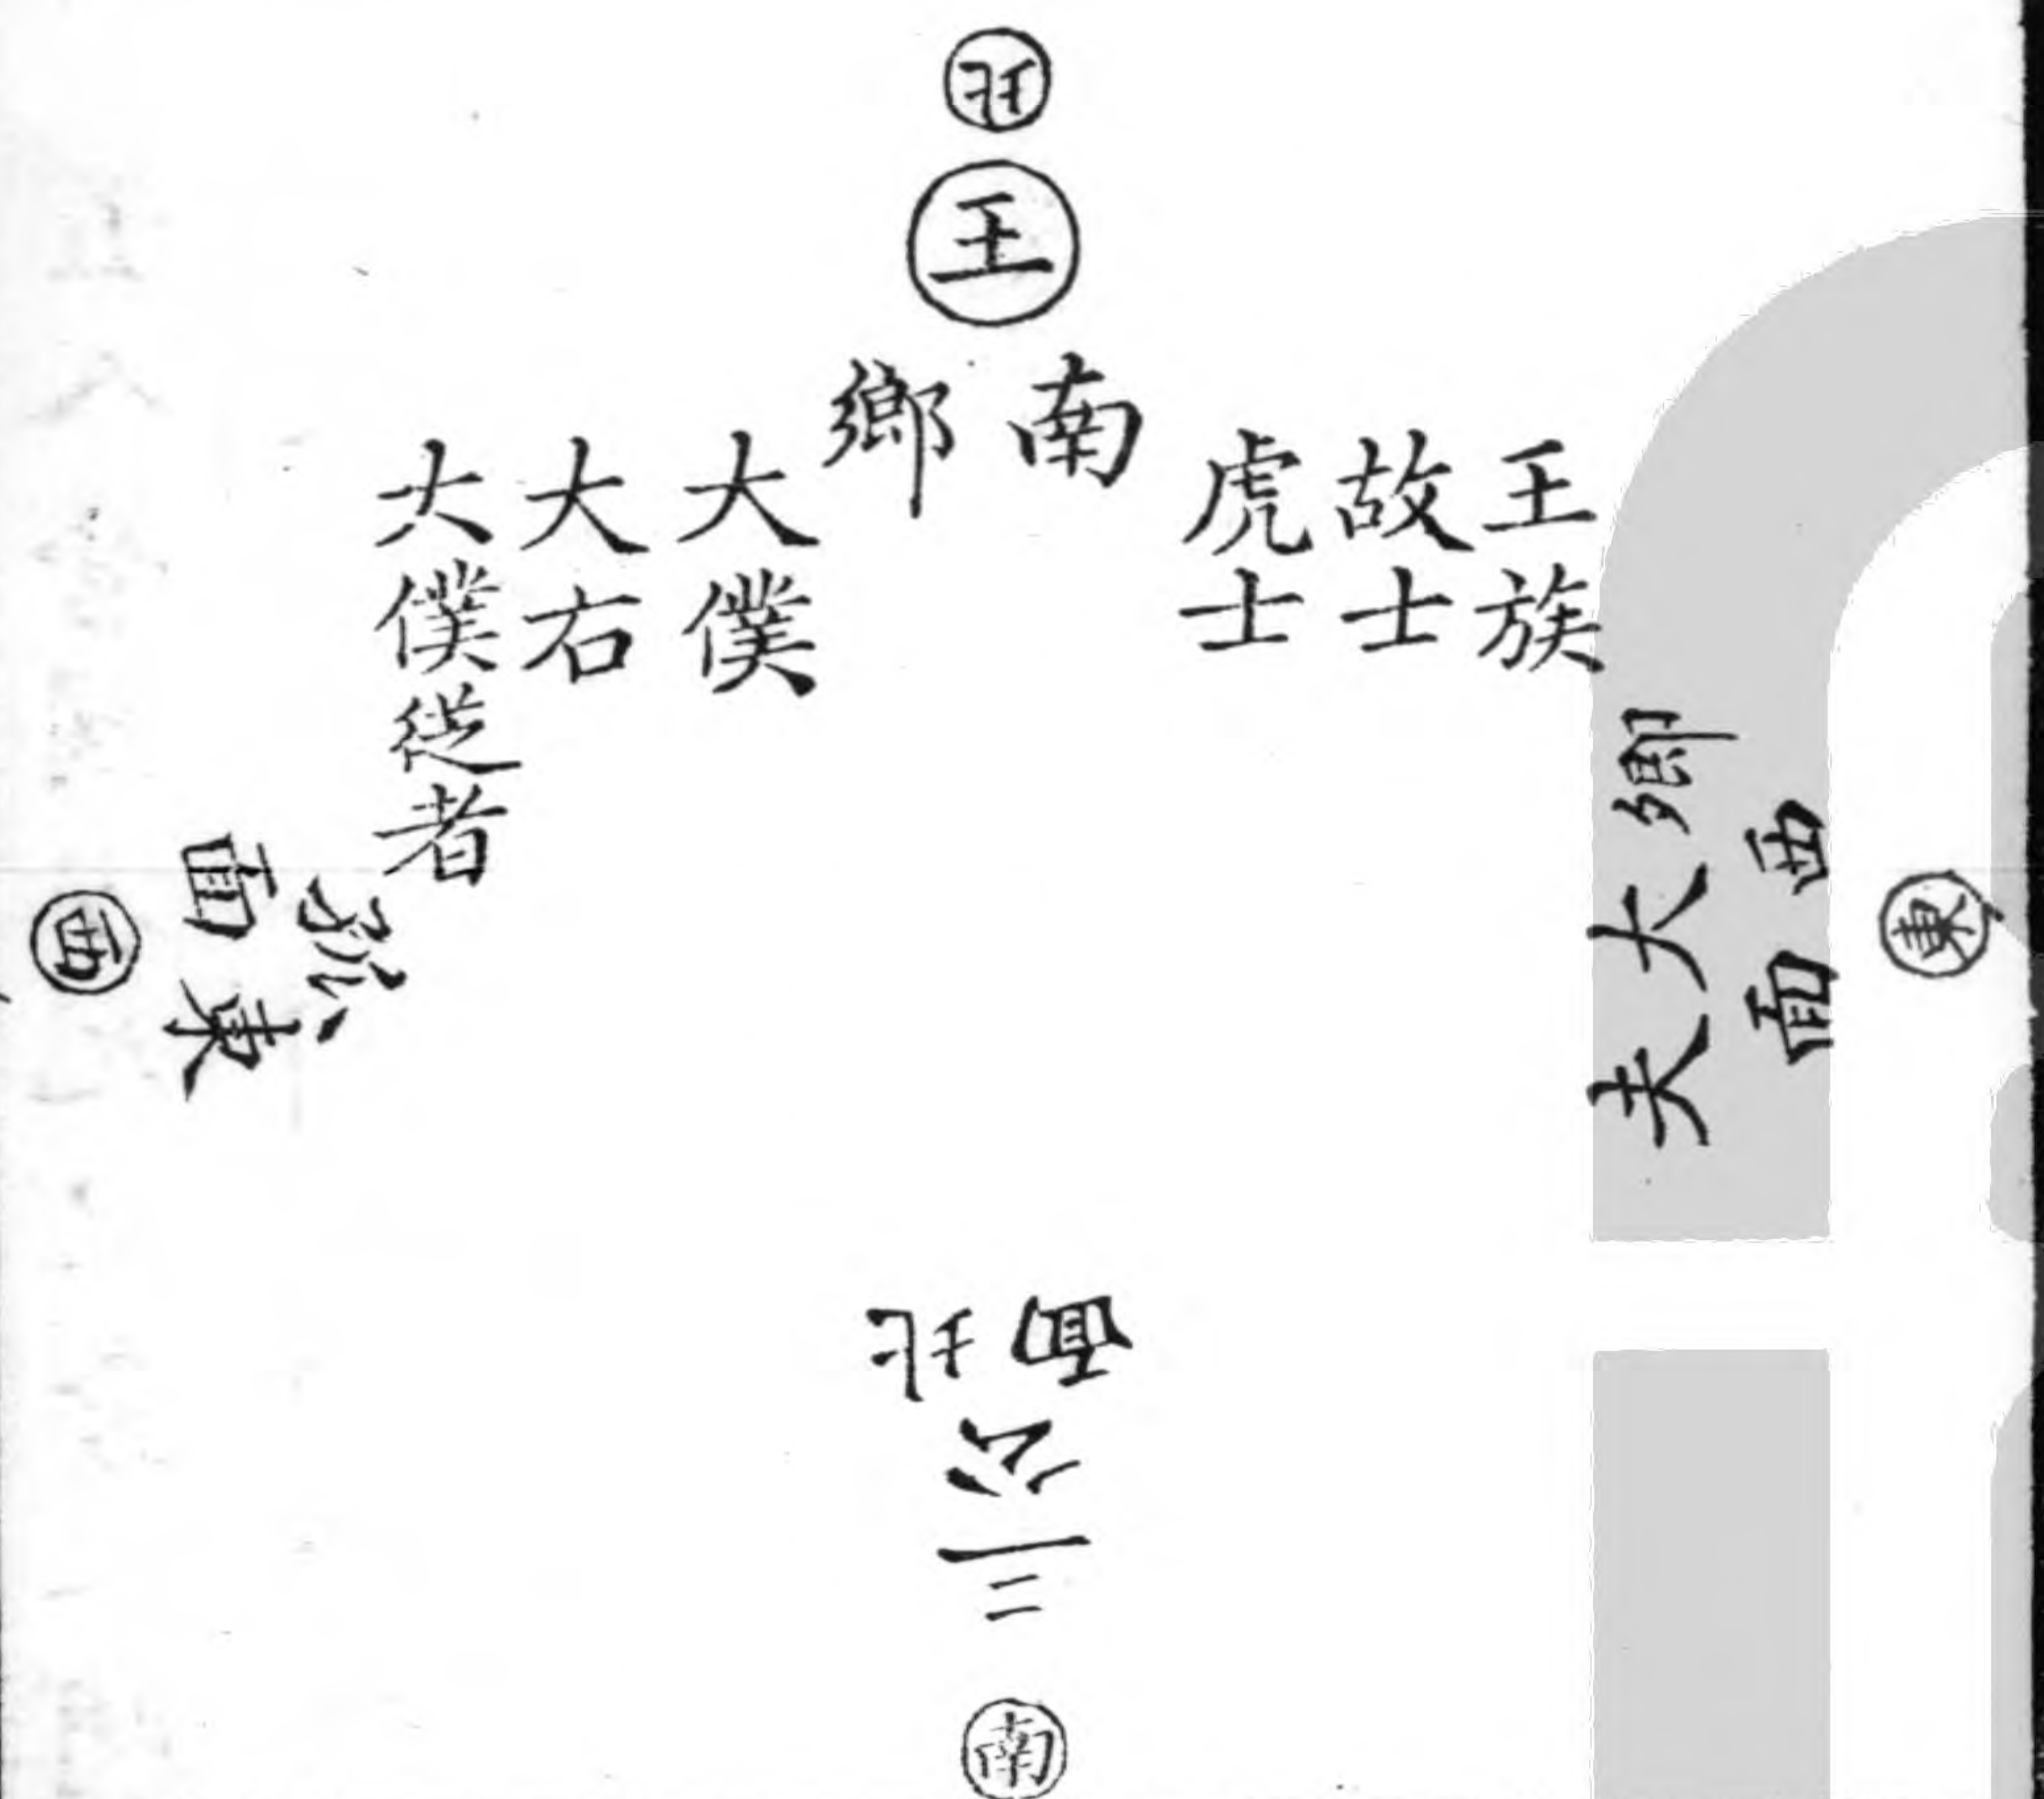 北
王
南鄉
王族
故士
虎士
大僕
大右
大僕從者
東
西面
卿大夫
孤
東面
西
北面
三公
南